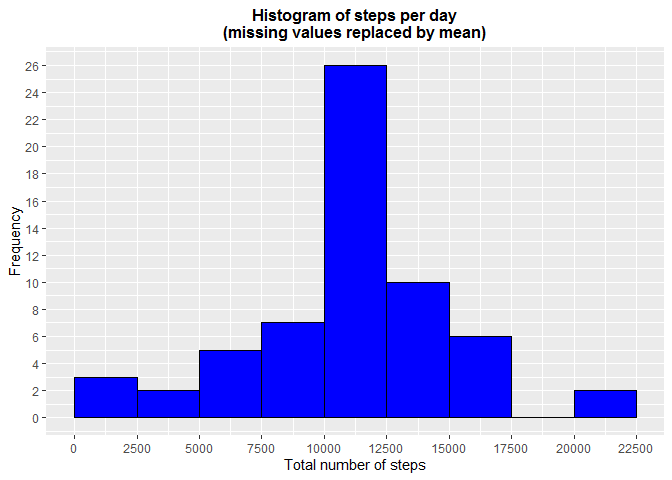 Histogram of steps per day
(missing values replaced by mean)
Frequency
26
24
22
20
18
16
14
12
10
8
6
4
2
0
0 2500 5000 7500 10000 12500 15000 17500 20000 22500
Total number of steps